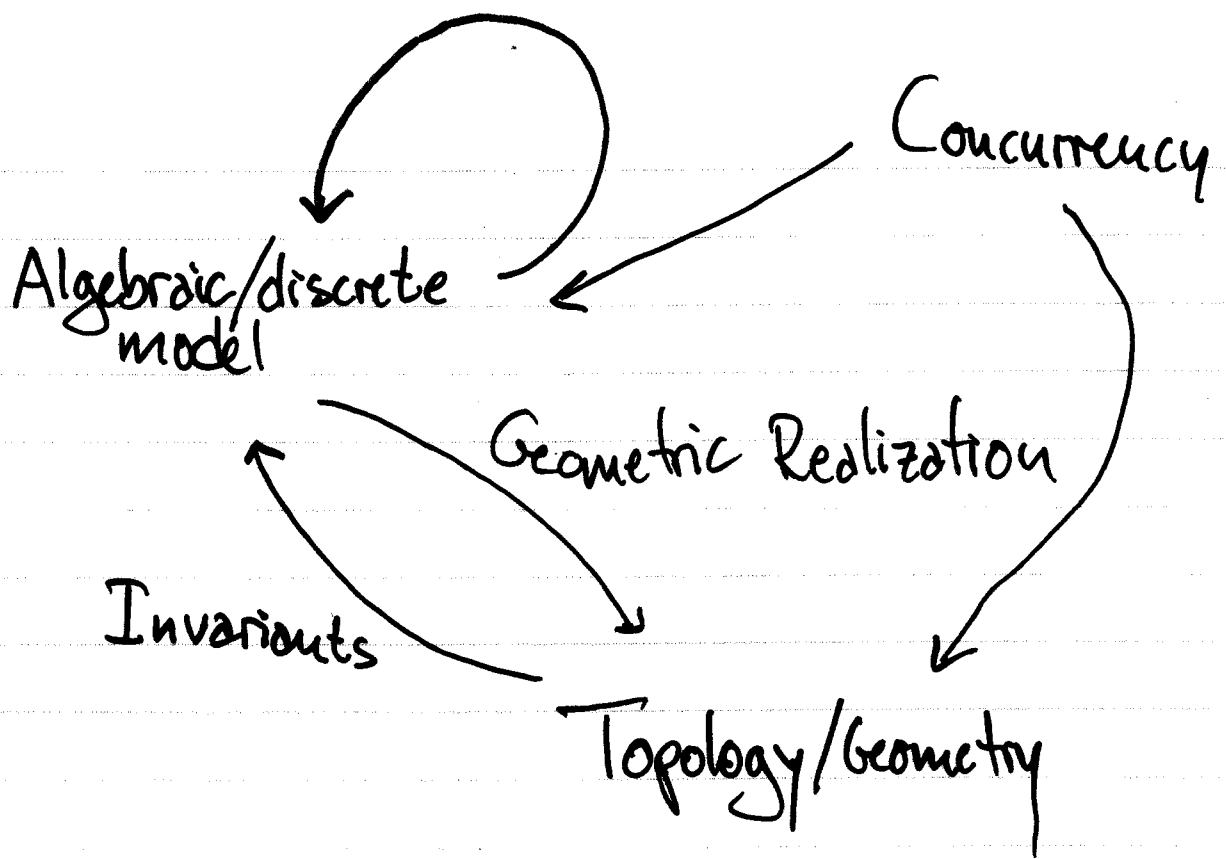 Concurrency
Algebraic/discrete
model
Geometric Realization
Invariants
Topology/Geometry